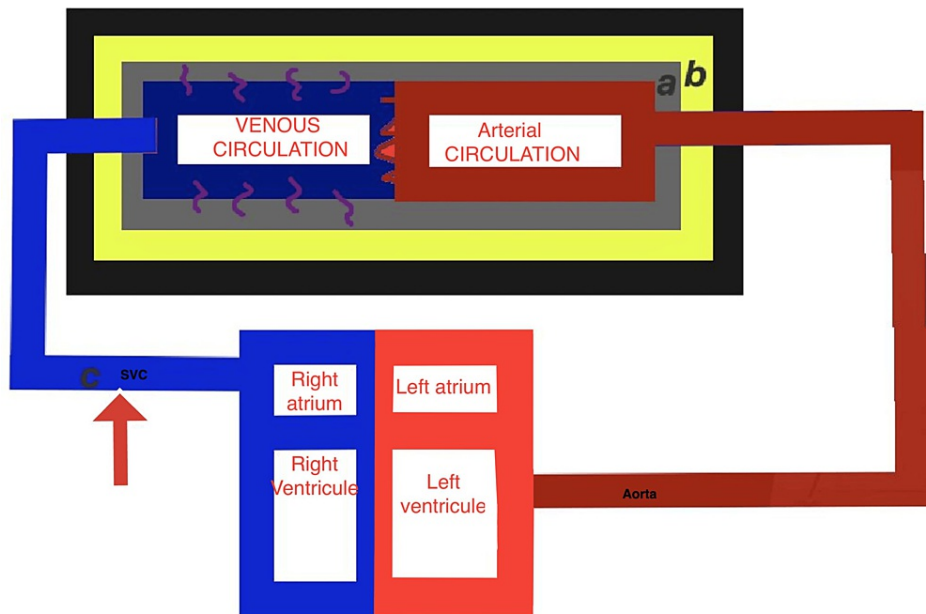 a b
VENOUS
CIRCULATION
Arterial
CIRCULATION
c SVC
Right
atrium
Left atrium
Right
Ventricule
Left
ventricule
Aorta